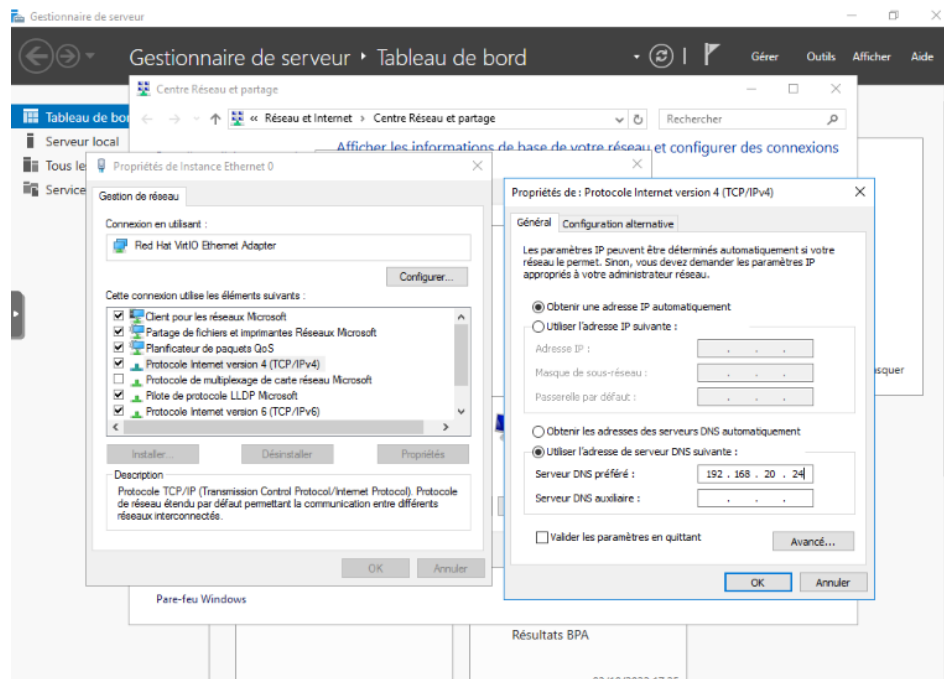 Gestionnaire de serveur
Gestionnaire de serveur ‣ Tableau de bord
Gérer Outils Afficher Aide
Centre Réseau et partage
« Réseau et Internet › Centre Réseau et partage
Rechercher
Tableau de bor
Serveur local
Tous le
Service
Afficher les informations de base de votre réseau et configurer des connexions
Propriétés de Instance Ethernet 0
Gestion de réseau
Connexion en utilisant :
Red Hat VirtIO Ethernet Adapter
Configurer...
Cette connexion utilise les éléments suivants :
Client pour les réseaux Microsoft
Partage de fichiers et imprimantes Réseaux Microsoft
Planificateur de paquets QoS
Protocole Internet version 4 (TCP/IPv4)
Protocole de multiplexage de carte réseau Microsoft
Pilote de protocole LLDP Microsoft
Protocole Internet version 6 (TCP/IPv6)
Installer... Désinstaller Propriétés
Description
Protocole TCP/IP (Transmission Control Protocol/Internet Protocol). Protocole
de réseau étendu par défaut permettant la communication entre différents
réseaux interconnectés.
OK Annuler
Propriétés de : Protocole Internet version 4 (TCP/IPv4)
Général Configuration alternative
Les paramètres IP peuvent être déterminés automatiquement si votre
réseau le permet. Sinon, vous devez demander les paramètres IP
appropriés à votre administrateur réseau.
Obtenir une adresse IP automatiquement
Utiliser l'adresse IP suivante :
Adresse IP : . . .
Masque de sous-réseau : . . .
Passerelle par défaut : . . .
Obtenir les adresses des serveurs DNS automatiquement
Utiliser l'adresse de serveur DNS suivante :
Serveur DNS préféré : 192 . 168 . 20 . 24
Serveur DNS auxiliaire : . . .
Valider les paramètres en quittant
Avancé...
OK Annuler
asquer
Pare-feu Windows
Résultats BPA